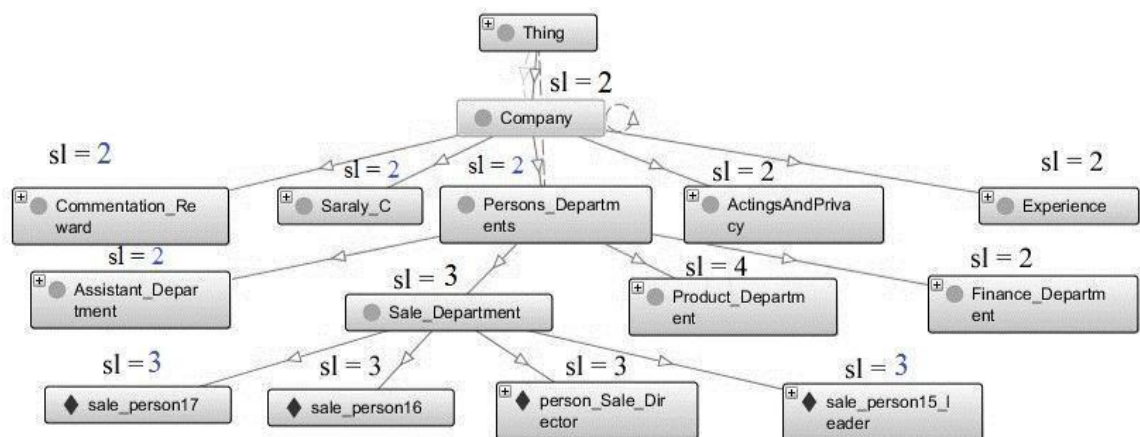 Thing
sl = 2
Company
sl = 2
sl = 2
sl = 2
sl = 2
sl = 2
Commentation_Re
ward
Saraly_C
Persons_Departm
ents
ActingsAndPriva
cy
Experience
sl = 2
sl = 3
sl = 4
sl = 2
Assistant_Depar
tment
Sale_Department
Product_Departm
ent
Finance_Departm
ent
sl = 3
sl = 3
sl = 3
sl = 3
sale_person17
sale_person16
person_Sale_Dir
ector
sale_person15_l
eader